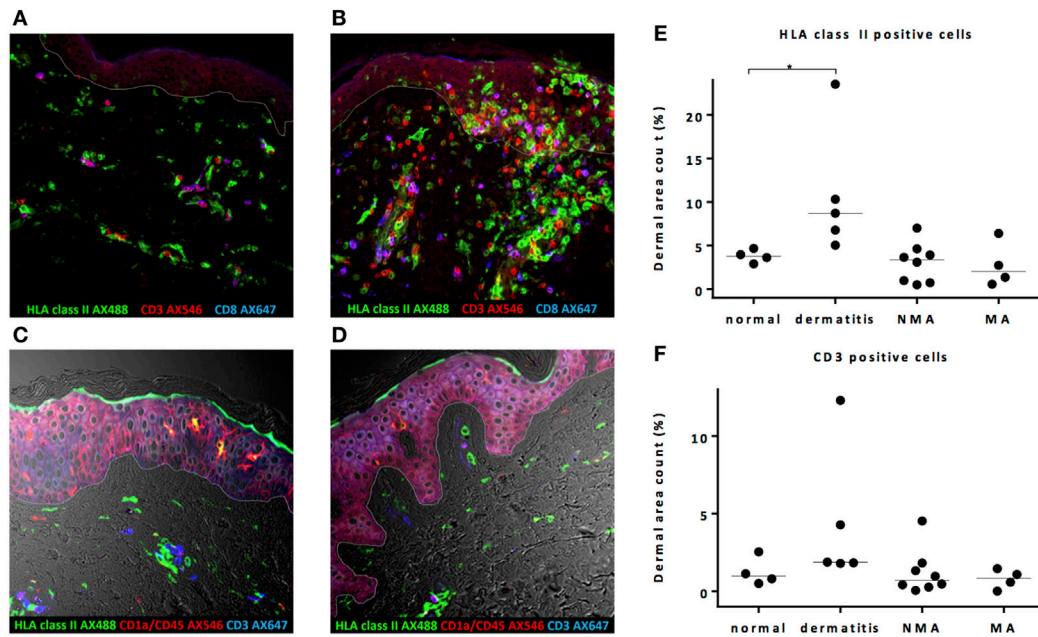 A
B
HLA class II AX488 CD3 AX546 CD8 AX647
HLA class II AX488 CD3 AX546 CD8 AX647
C
D
HLA class II AX488 CD1a/CD45 AX546 CD3 AX647
HLA class II AX488 CD1a/CD45 AX546 CD3 AX647
E
HLA class II positive cells
*
Dermal area cou t (%)
20
15
10
5
0
normal dermatitis NMA MA
F
CD3 positive cells
Dermal area count (%)
10
5
0
normal dermatitis NMA MA